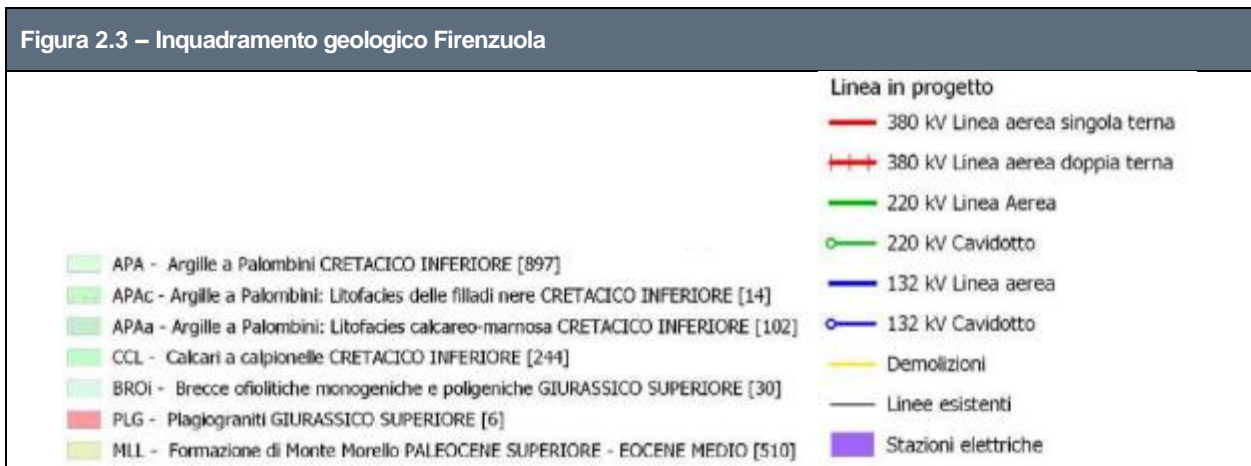 Figura 2.3 – Inquadramento geologico Firenzuola
APA - Argille a Palombini CRETACICO INFERIORE [897]
APAc - Argille a Palombini: Litofacies delle filladi nere CRETACICO INFERIORE [14]
APAa - Argille a Palombini: Litofacies calcareo-marnosa CRETACICO INFERIORE [102]
CCL - Calcari a calpionelle CRETACICO INFERIORE [244]
BROi - Brecce ofiolitiche monogeniche e poligeniche GIURASSICO SUPERIORE [30]
PLG - Plagiograniti GIURASSICO SUPERIORE [6]
MLL - Formazione di Monte Morello PALEOCENE SUPERIORE - EOCENE MEDIO [510]
Linea in progetto
380 kV Linea aerea singola terna
380 kV Linea aerea doppia terna
220 kV Linea Aerea
220 kV Cavidotto
132 kV Linea aerea
132 kV Cavidotto
Demolizioni
Linee esistenti
Stazioni elettriche